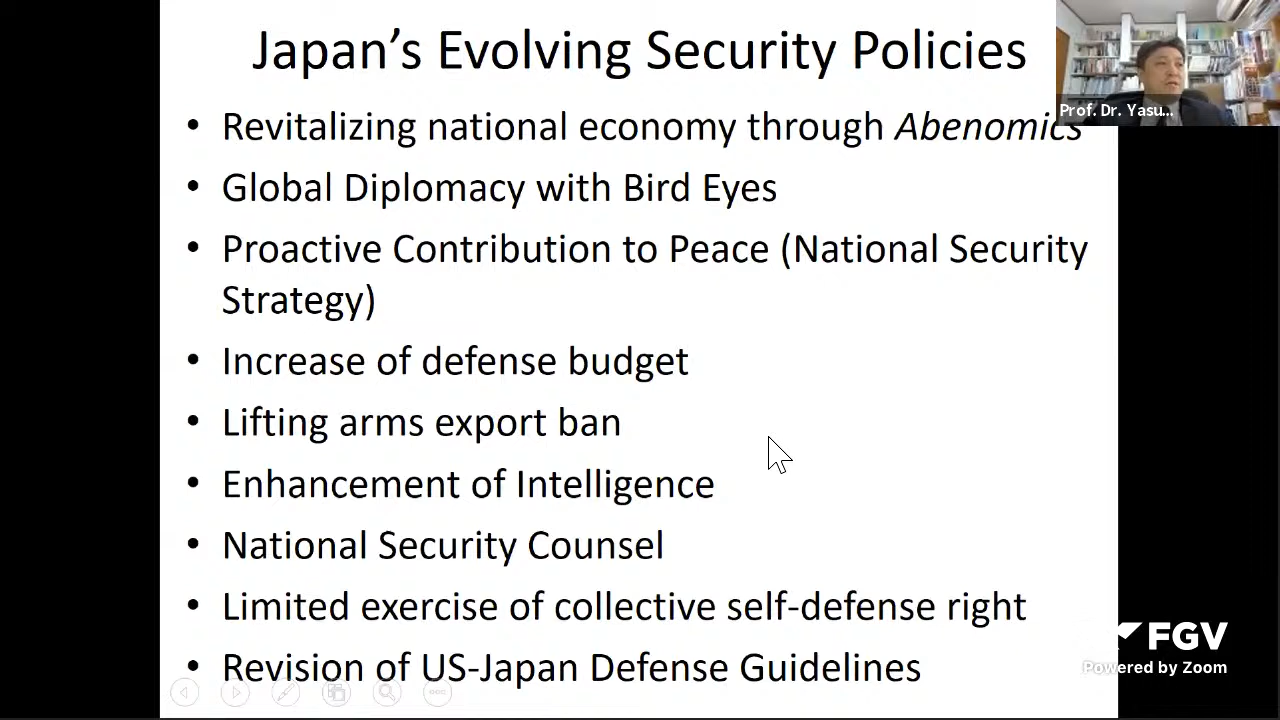 Japan’s Evolving Security Policies
Prof. Dr. Yasu...
• Revitalizing national economy through Abenomics
• Global Diplomacy with Bird Eyes
• Proactive Contribution to Peace (National Security
Strategy)
• Increase of defense budget
• Lifting arms export ban
• Enhancement of Intelligence
• National Security Counsel
• Limited exercise of collective self-defense right
• Revision of US-Japan Defense Guidelines
FGV
Powered by Zoom